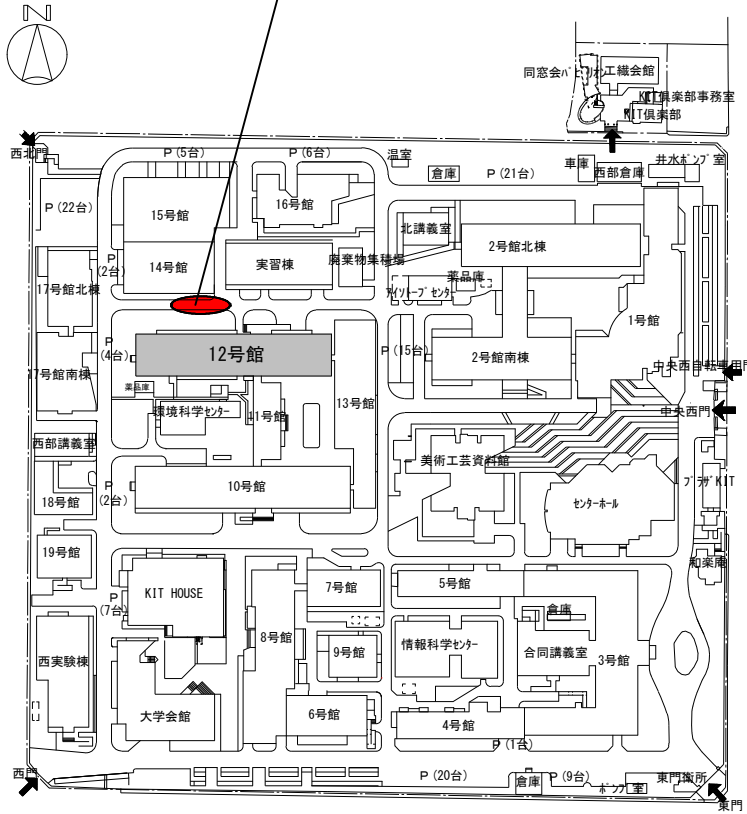 N
同窓会パビリオン
工繊会館
KIT倶楽部事務室
KIT倶楽部
西北門
P (5台)
P (6台)
温室
倉庫
P (21台)
車庫
西部倉庫
井水ポンプ室
P (22台)
15号館
16号館
北講義室
2号館北棟
14号館
実習棟
廃棄物集積場
P
(2台)
17号館北棟
薬品庫
アイソトープセンター
1号館
P
(4台)
12号館
P (15台)
2号館南棟
17号館南棟
13号館
中央西自転車用門
薬品庫
環境科学センター
11号館
中央西門
西部講義室
美術工芸資料館
10号館
P
(2台)
18号館
センターホール
プラザKIT
19号館
和楽庵
KIT HOUSE
7号館
5号館
P
(7台)
倉庫
8号館
9号館
情報科学センター
合同講義室
3号館
西実験棟
大学会館
6号館
4号館
P (1台)
西門
P (20台)
倉庫
P (9台)
ポンプ室
東門衛所
東門